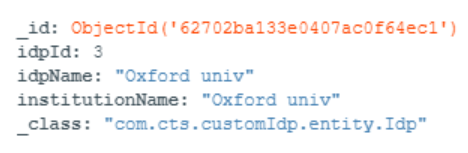 _id: ObjectId('62702ba133e0407ac0f64ec1')
idpId: 3
idpName: "Oxford univ"
institutionName: "Oxford univ"
_class: "com.cts.customIdp.entity.Idp"